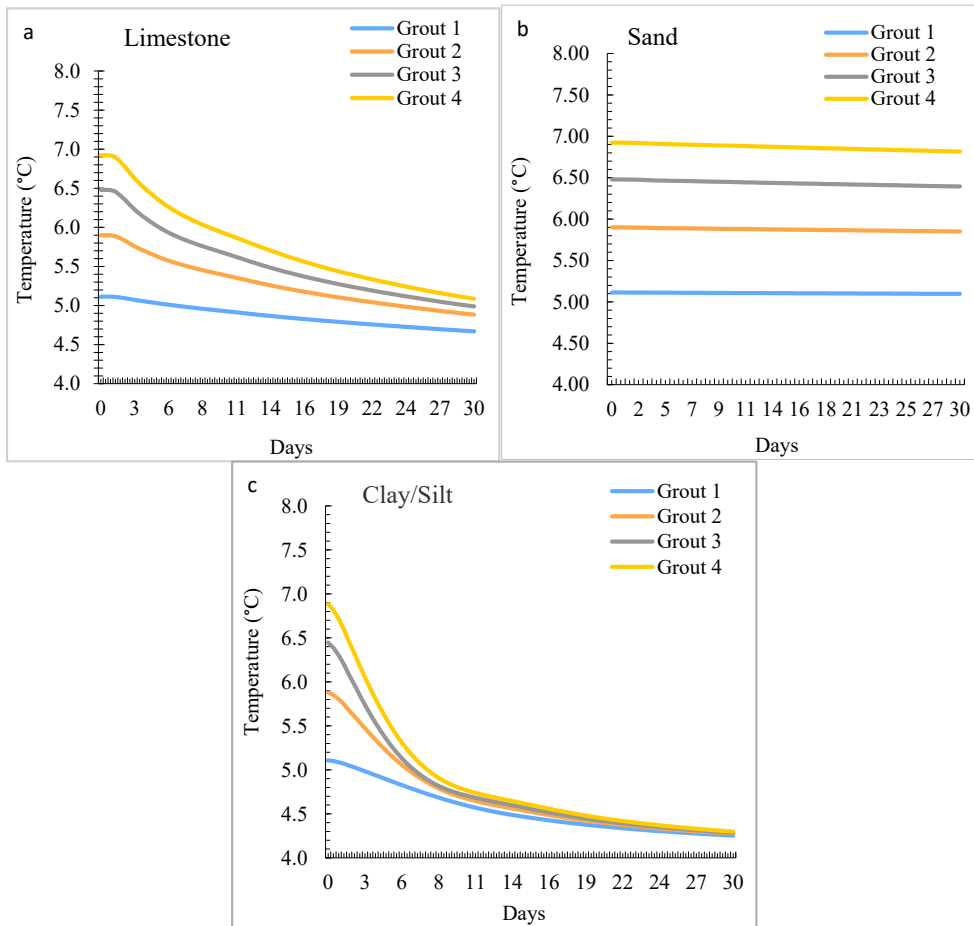 a
Limestone
Grout 1
Grout 2
Grout 3
Grout 4
8.0
7.5
7.0
6.5
6.0
5.5
5.0
4.5
4.0
Temperature (°C)
0 3 6 8 11 14 16 19 22 24 27 30
Days
b
Sand
Grout 1
Grout 2
Grout 3
Grout 4
8.00
7.50
7.00
6.50
6.00
5.50
5.00
4.50
4.00
Temperature (°C)
0 2 5 7 9 11 14 16 18 21 23 25 27 30
Days
c
Clay/Silt
Grout 1
Grout 2
Grout 3
Grout 4
8.0
7.5
7.0
6.5
6.0
5.5
5.0
4.5
4.0
Temperature (°C)
0 3 6 8 11 14 16 19 22 24 27 30
Days